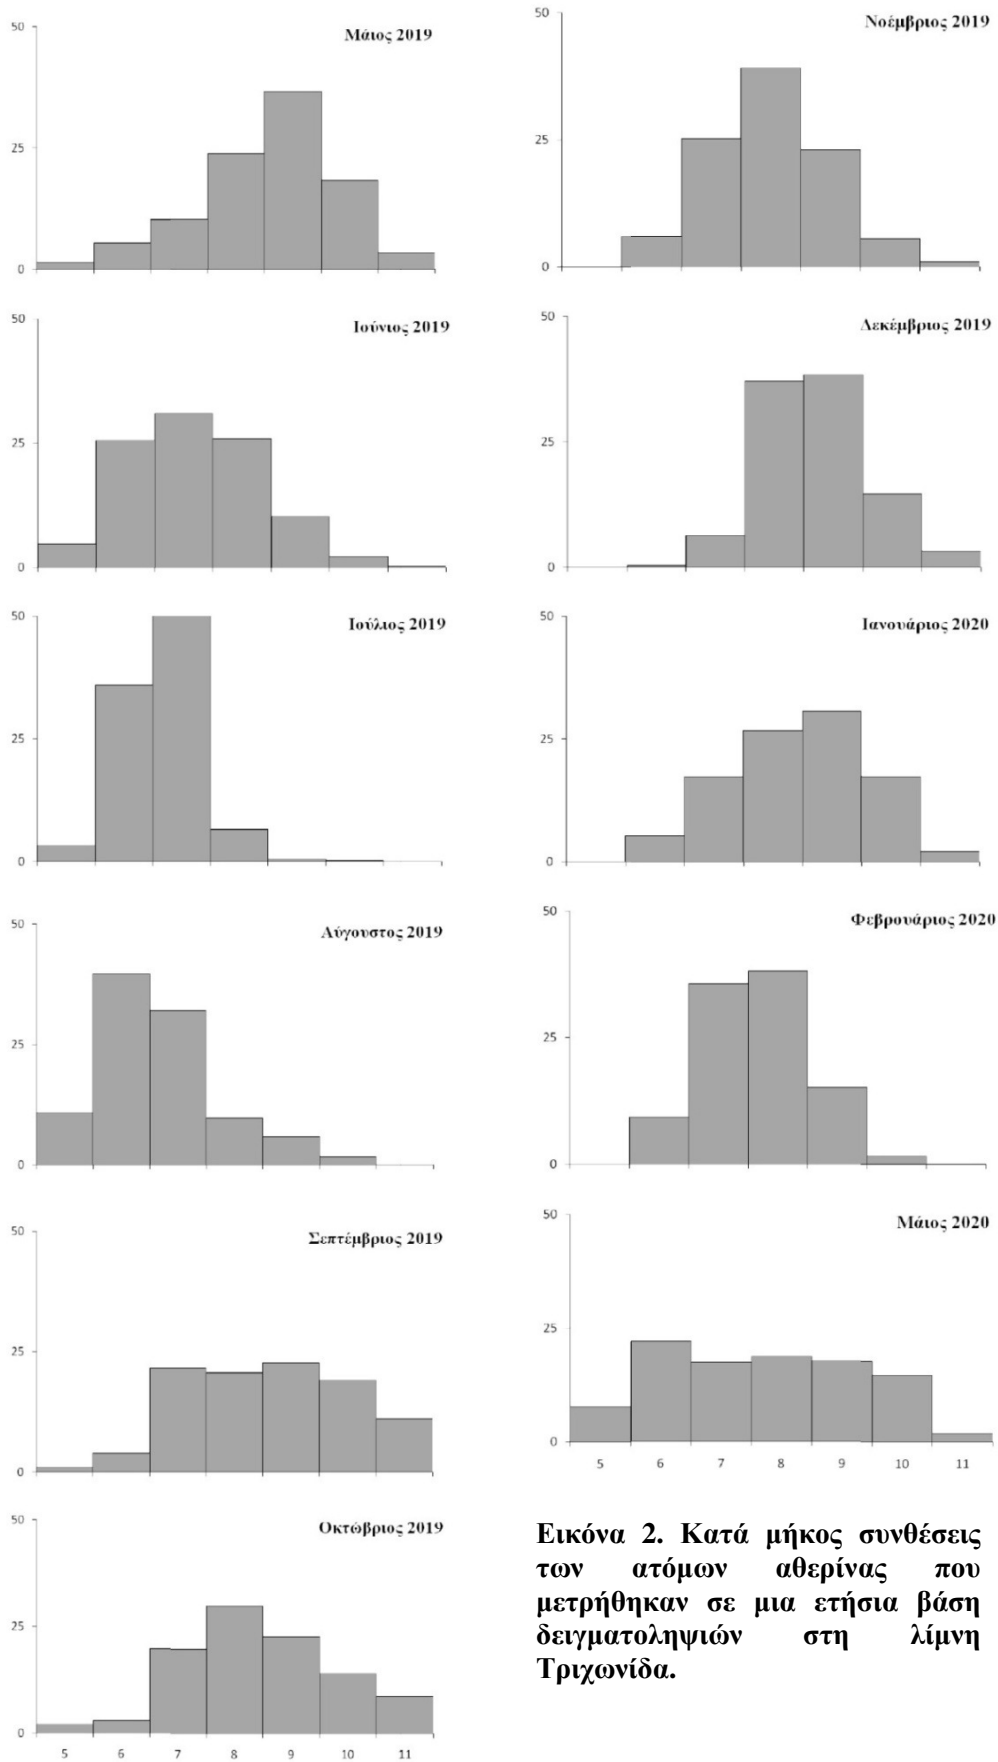 50
Μάιος 2019
25
0
50
Ιούνιος 2019
25
0
50
Ιούλιος 2019
25
0
50
Αύγουστος 2019
25
0
50
Σεπτέμβριος 2019
25
0
50
Οκτώβριος 2019
25
0
5 6 7 8 9 10 11
50
Νοέμβριος 2019
25
0
50
Δεκέμβριος 2019
25
0
50
Ιανουάριος 2020
25
0
50
Φεβρουάριος 2020
25
0
50
Μάιος 2020
25
0
5 6 7 8 9 10 11
Εικόνα 2. Κατά μήκος συνθέσεις
των ατόμων αθερίνας που
μετρήθηκαν σε μια ετήσια βάση
δειγματοληψιών στη λίμνη
Τριχωνίδα.